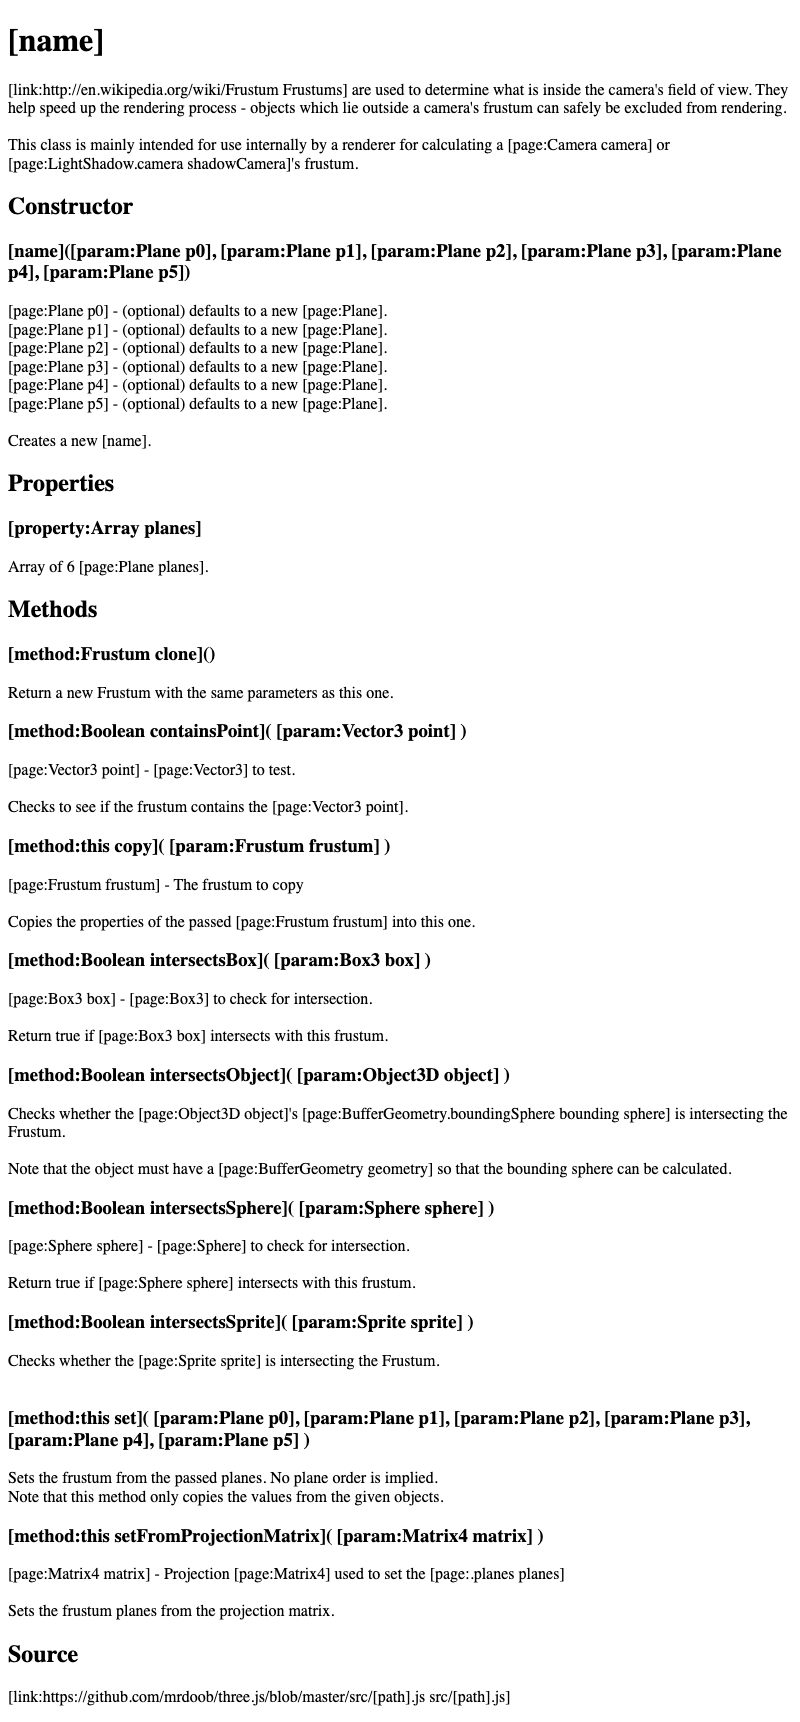 [name]
[link:http://en.wikipedia.org/wiki/Frustum Frustums] are used to determine what is inside the camera's field of view. They
help speed up the rendering process - objects which lie outside a camera's frustum can safely be excluded from rendering.
This class is mainly intended for use internally by a renderer for calculating a [page:Camera camera] or
[page:LightShadow.camera shadowCamera]'s frustum.
Constructor
[name]([param:Plane p0], [param:Plane p1], [param:Plane p2], [param:Plane p3], [param:Plane
p4], [param:Plane p5])
[page:Plane p0] - (optional) defaults to a new [page:Plane].
[page:Plane p1] - (optional) defaults to a new [page:Plane].
[page:Plane p2] - (optional) defaults to a new [page:Plane].
[page:Plane p3] - (optional) defaults to a new [page:Plane].
[page:Plane p4] - (optional) defaults to a new [page:Plane].
[page:Plane p5] - (optional) defaults to a new [page:Plane].
Creates a new [name].
Properties
[property:Array planes]
Array of 6 [page:Plane planes].
Methods
[method:Frustum clone]()
Return a new Frustum with the same parameters as this one.
[method:Boolean containsPoint]( [param:Vector3 point] )
[page:Vector3 point] - [page:Vector3] to test.
Checks to see if the frustum contains the [page:Vector3 point].
[method:this copy]( [param:Frustum frustum] )
[page:Frustum frustum] - The frustum to copy
Copies the properties of the passed [page:Frustum frustum] into this one.
[method:Boolean intersectsBox]( [param:Box3 box] )
[page:Box3 box] - [page:Box3] to check for intersection.
Return true if [page:Box3 box] intersects with this frustum.
[method:Boolean intersectsObject]( [param:Object3D object] )
Checks whether the [page:Object3D object]'s [page:BufferGeometry.boundingSphere bounding sphere] is intersecting the
Frustum.
Note that the object must have a [page:BufferGeometry geometry] so that the bounding sphere can be calculated.
[method:Boolean intersectsSphere]( [param:Sphere sphere] )
[page:Sphere sphere] - [page:Sphere] to check for intersection.
Return true if [page:Sphere sphere] intersects with this frustum.
[method:Boolean intersectsSprite]( [param:Sprite sprite] )
Checks whether the [page:Sprite sprite] is intersecting the Frustum.
[method:this set]( [param:Plane p0], [param:Plane p1], [param:Plane p2], [param:Plane p3],
[param:Plane p4], [param:Plane p5] )
Sets the frustum from the passed planes. No plane order is implied.
Note that this method only copies the values from the given objects.
[method:this setFromProjectionMatrix]( [param:Matrix4 matrix] )
[page:Matrix4 matrix] - Projection [page:Matrix4] used to set the [page:.planes planes]
Sets the frustum planes from the projection matrix.
Source
[link:https://github.com/mrdoob/three.js/blob/master/src/[path].js src/[path].js]